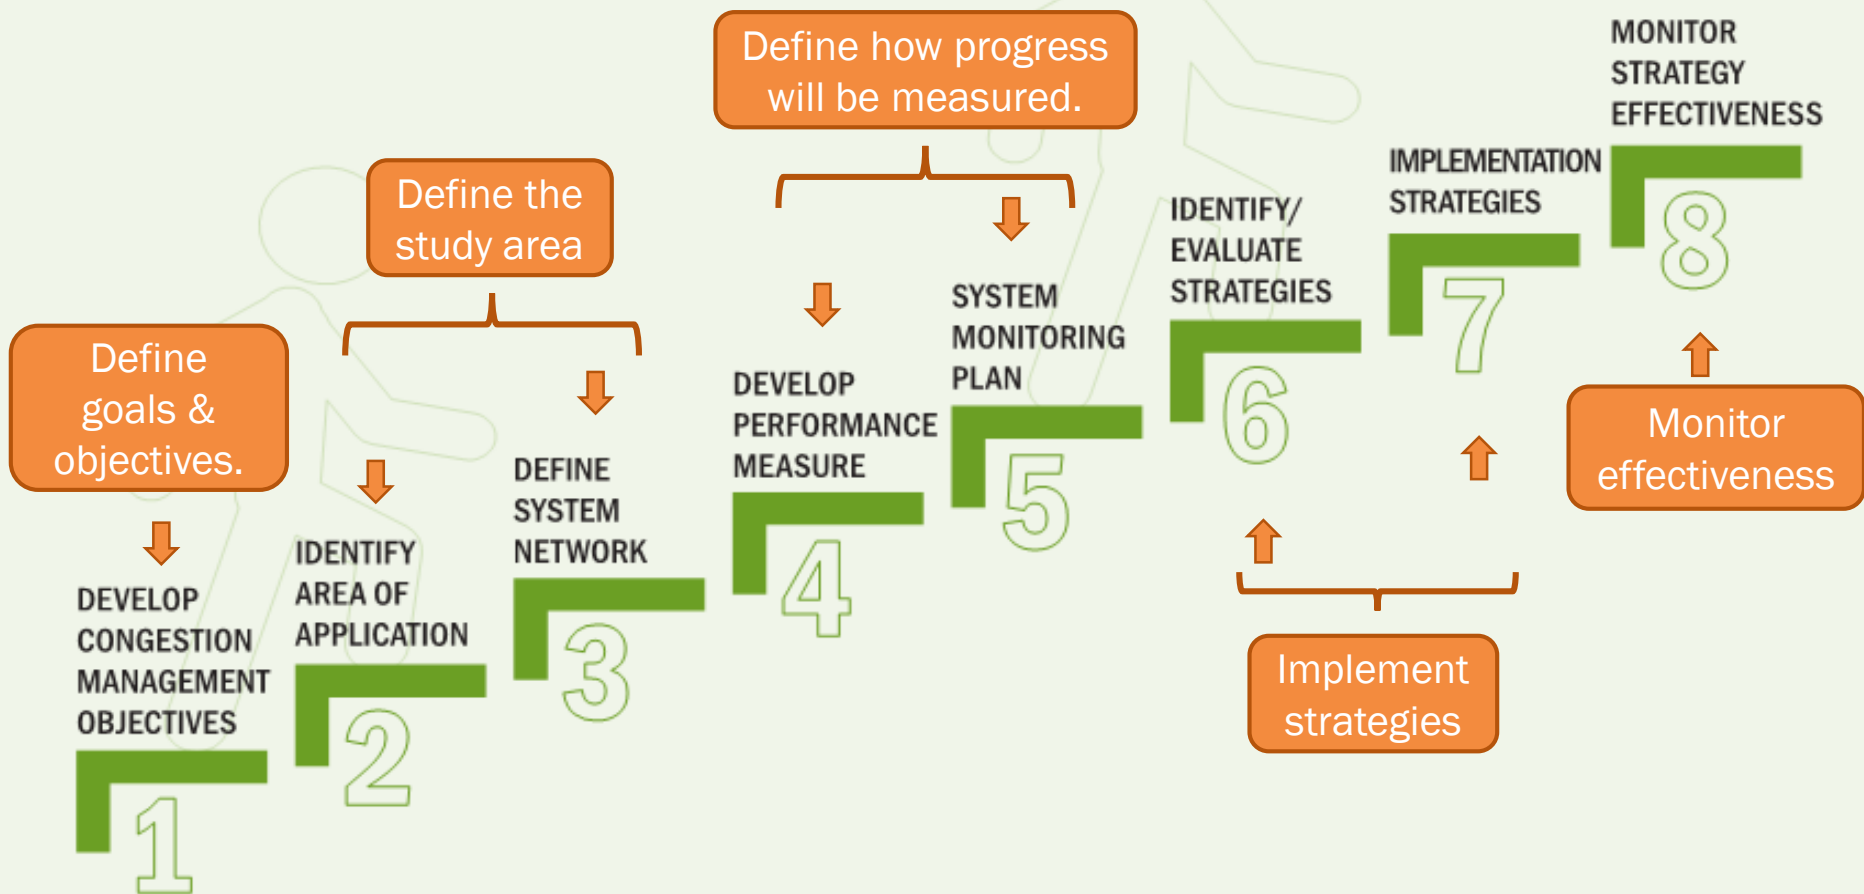 Define
goals &
objectives.
DEVELOP
CONGESTION
MANAGEMENT
OBJECTIVES
1
Define the
study area
IDENTIFY
AREA OF
APPLICATION
2
DEFINE
SYSTEM
NETWORK
3
Define how progress
will be measured.
DEVELOP
PERFORMANCE
MEASURE
4
SYSTEM
MONITORING
PLAN
5
IDENTIFY/
EVALUATE
STRATEGIES
6
IMPLEMENTATION
STRATEGIES
7
Implement
strategies
MONITOR
STRATEGY
EFFECTIVENESS
8
Monitor
effectiveness